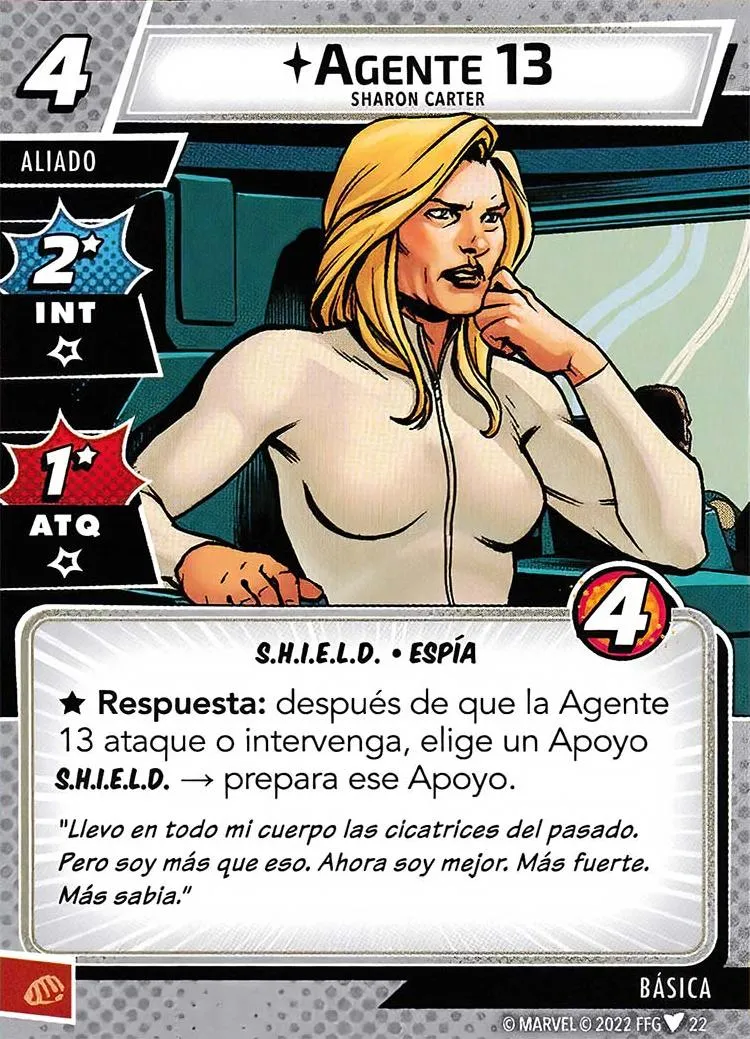 4
AGENTE 13
SHARON CARTER
ALIADO
2
INT
1
ATQ
4
S.H.I.E.L.D. • ESPÍA
★ Respuesta: después de que la Agente
13 ataque o intervenga, elige un Apoyo
S.H.I.E.L.D. → prepara ese Apoyo.
"Llevo en todo mi cuerpo las cicatrices del pasado.
Pero soy más que eso. Ahora soy mejor. Más fuerte.
Más sabia."
BÁSICA
© MARVEL © 2022 FFG 22